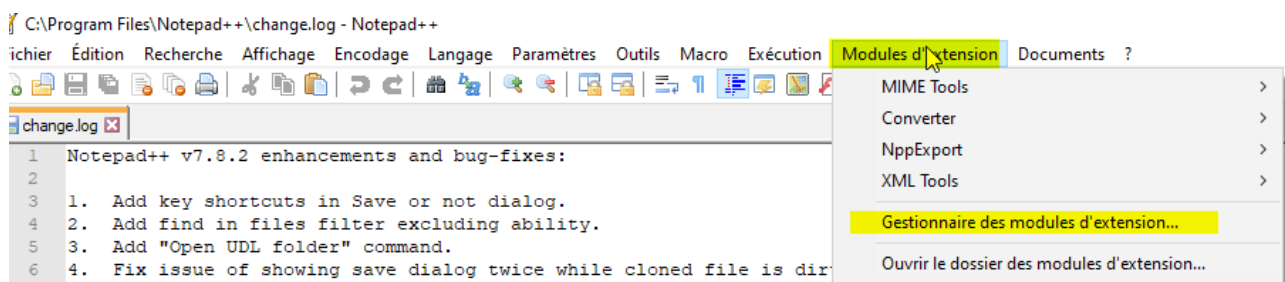 C:\Program Files\Notepad++\change.log - Notepad++
ichier Édition Recherche Affichage Encodage Langage Paramètres Outils Macro Exécution Modules d'extension Documents ?
MIME Tools
Converter
NppExport
XML Tools
Gestionnaire des modules d'extension...
Ouvrir le dossier des modules d'extension...
change.log
1 Notepad++ v7.8.2 enhancements and bug-fixes:
2
3 1. Add key shortcuts in Save or not dialog.
4 2. Add find in files filter excluding ability.
5 3. Add "Open UDL folder" command.
6 4. Fix issue of showing save dialog twice while cloned file is dir